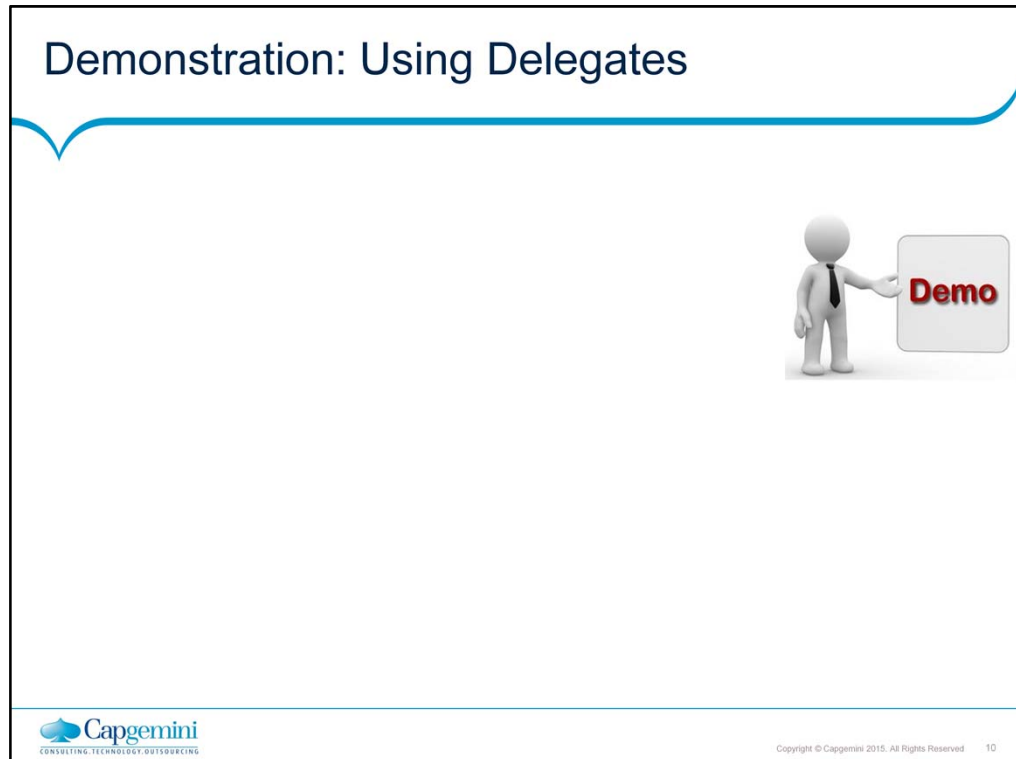 Demonstration: Using Delegates
Demo
Capgemini
CONSULTING.TECHNOLOGY.OUTSOURCING
Copyright © Capgemini 2015. All Rights Reserved 10